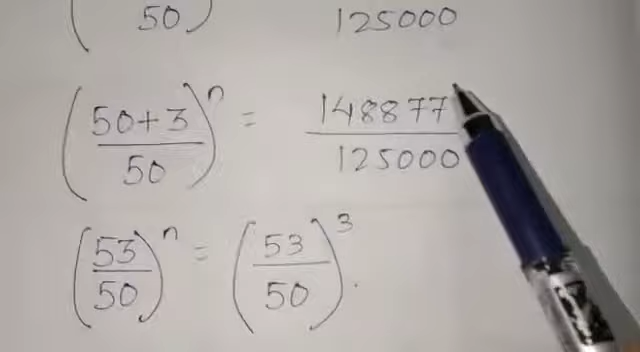 ( 50 )^n 125000
((50+3)/50)^n = 148877/125000
(53/50)^n = (53/50)^3.